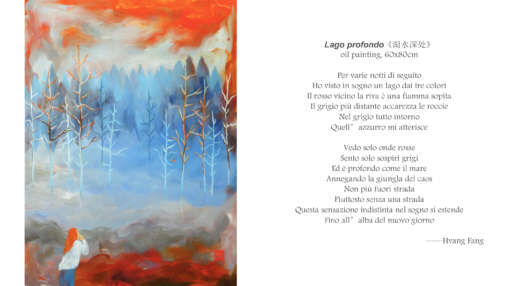 Lago profondo《湖水深处》
oil painting, 60x80cm
Per varie notti di seguito
Ho visto in sogno un lago dai tre colori
Il rosso vicino la riva è una fiamma sopita
Il grigio più distante accarezza le roccie
Nel grigio tutto intorno
Quell’azzurro mi atterisce
Vedo solo onde rosse
Sento solo sospiri grigi
Ed è profondo come il mare
Annegando la giungla del caos
Non più fuori strada
Piuttosto senza una strada
Questa sensazione indistinta nel sogno si estende
Fino all’alba del nuovo giorno
——Hvang Fang